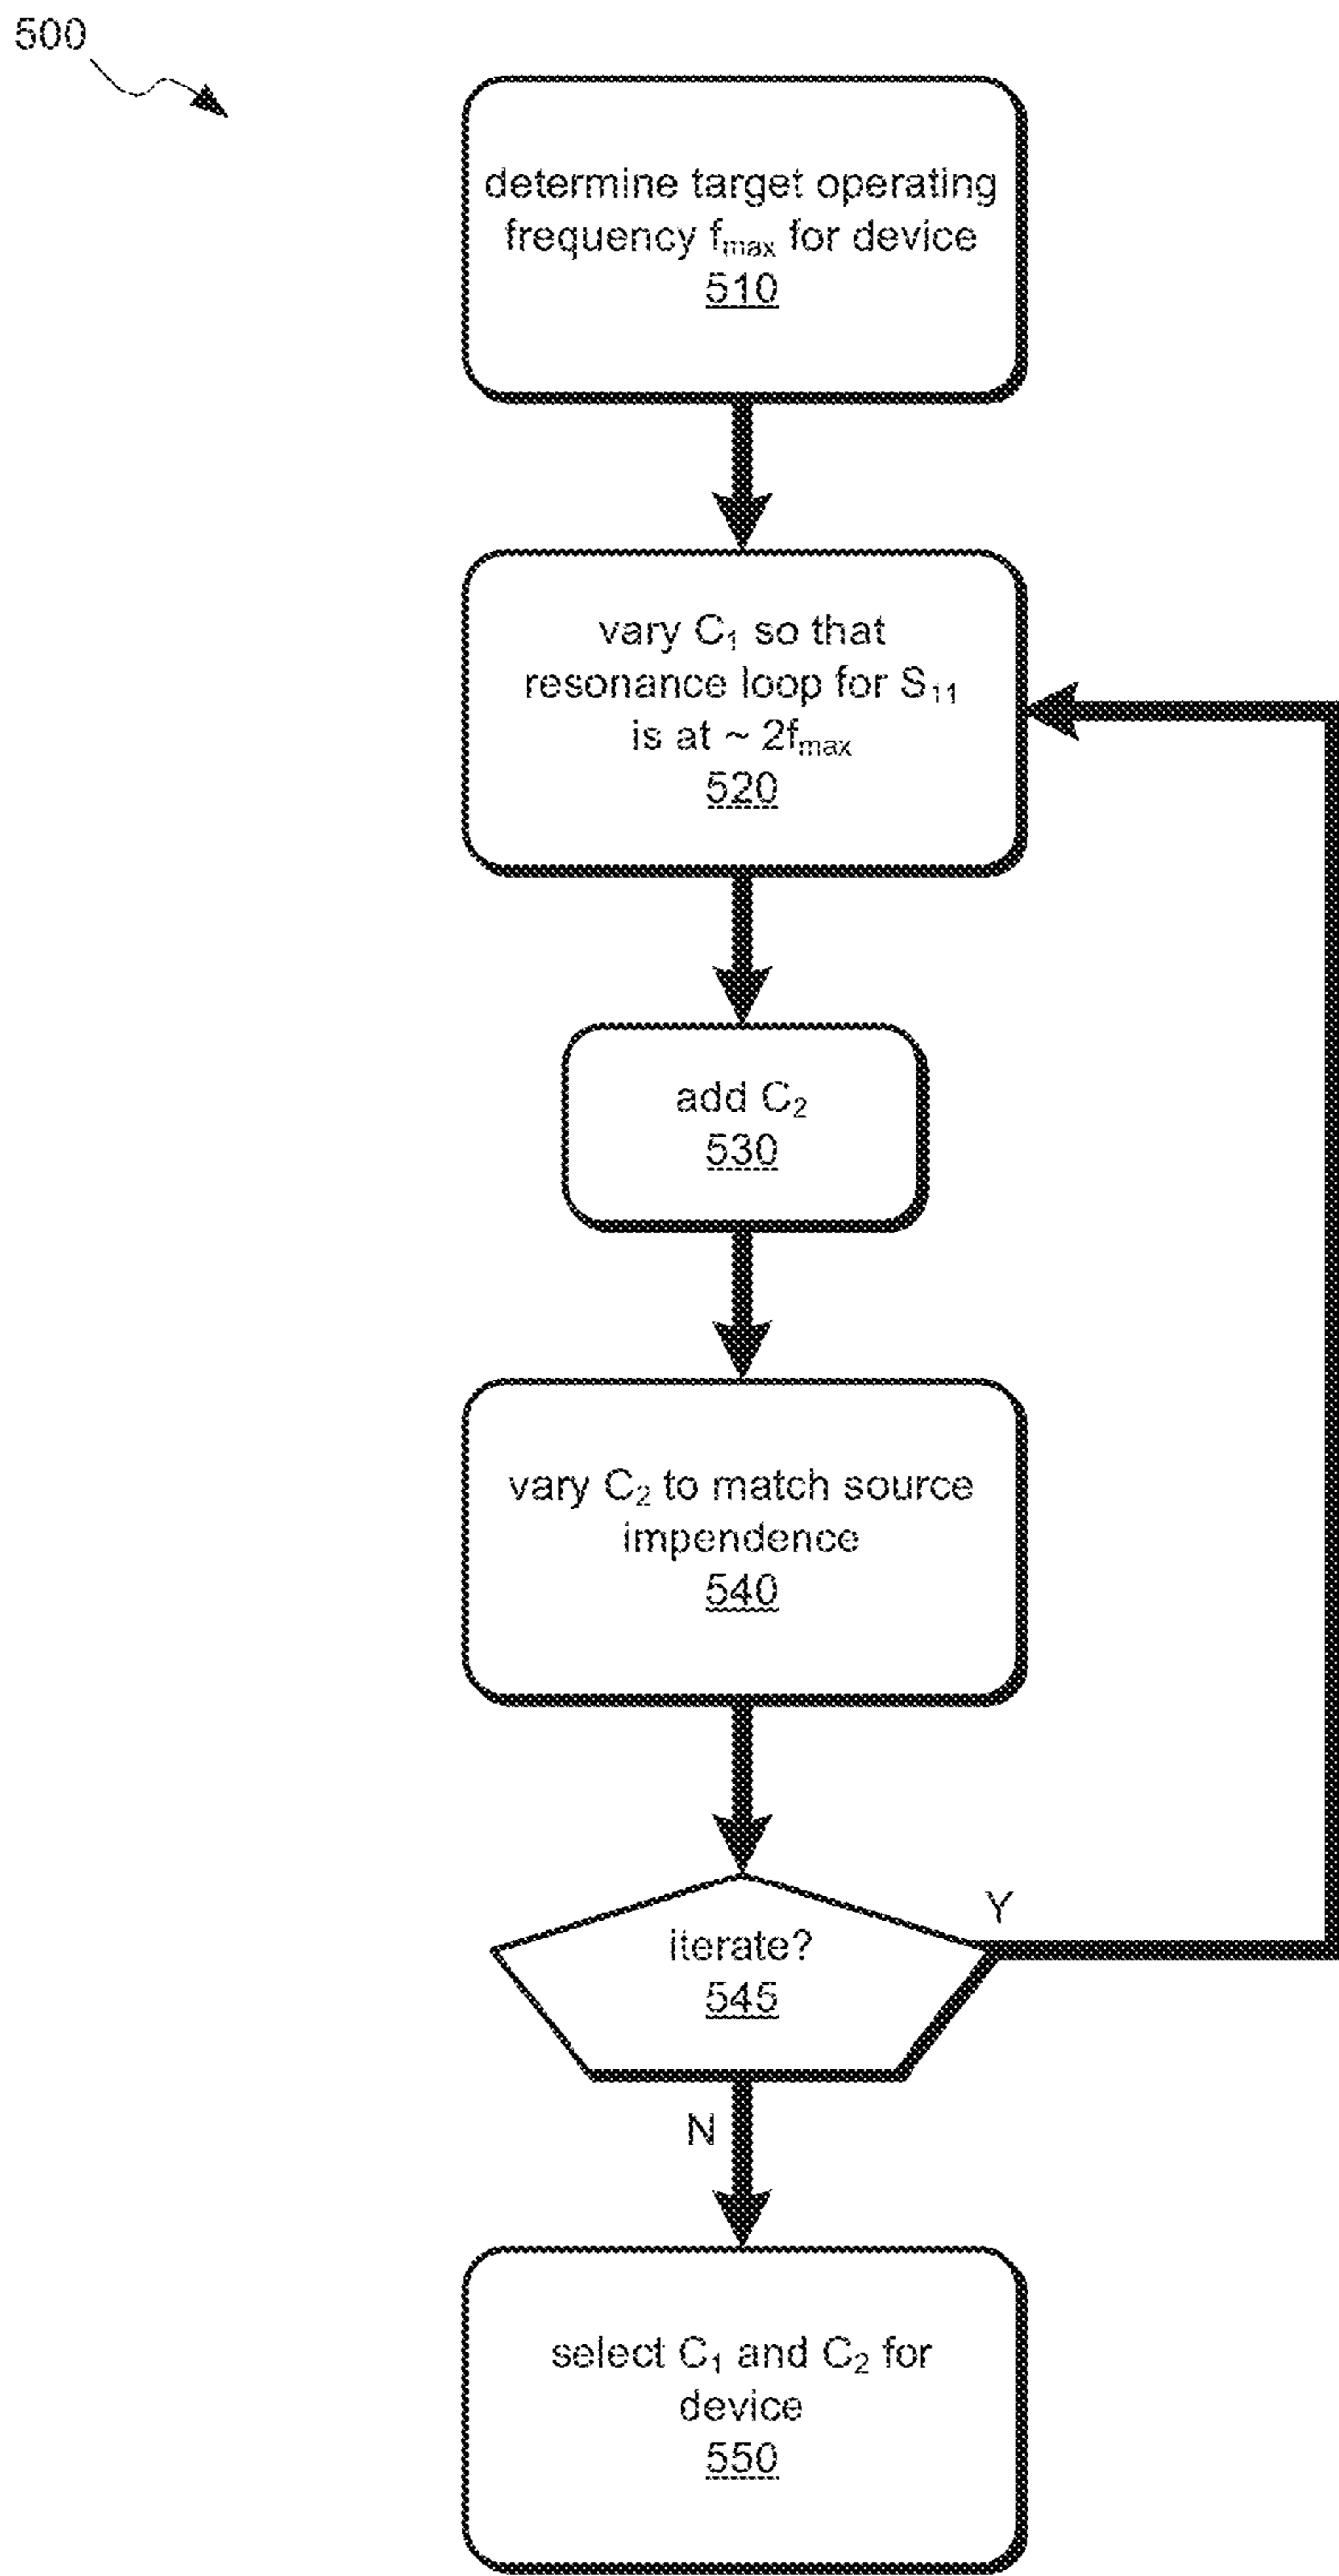 500
determine target operating
frequency fmax for device
510
vary C1 so that
resonance loop for S11
is at ~ 2fmax
520
add C2
530
vary C2 to match source
impendence
540
iterate?
545
Y
N
select C1 and C2 for
device
550